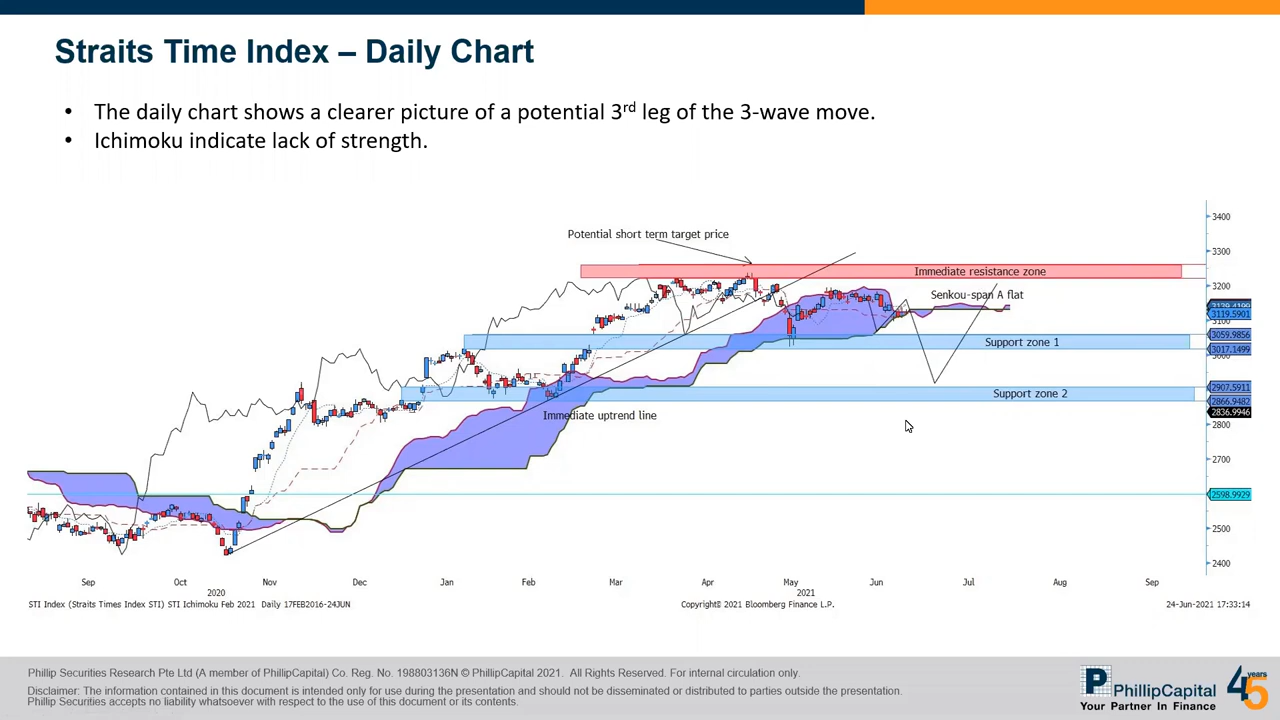 Straits Time Index – Daily Chart
• The daily chart shows a clearer picture of a potential 3rd leg of the 3-wave move.
• Ichimoku indicate lack of strength.
Potential short term target price
Immediate resistance zone
Senkou-span A flat
Support zone 1
Support zone 2
Immediate uptrend line
3400
3300
3200
3119.5901
3100
3059.9856
3017.1499
3000
2907.5911
2866.9482
2836.9946
2800
2700
2598.9929
2500
2400
Sep Oct Nov Dec Jan Feb Mar Apr May Jun Jul Aug Sep
2020 2021
STI Index (Straits Times Index STI) STI Ichimoku Feb 2021 Daily 17FEB2016-24JUN
Copyright© 2021 Bloomberg Finance L.P.
24-Jun-2021 17:33:14
Phillip Securities Research Pte Ltd (A member of PhillipCapital) Co. Reg. No. 198803136N © PhillipCapital 2021. All Rights Reserved. For internal circulation only.
Disclaimer: The information contained in this document is intended only for use during the presentation and should not be disseminated or distributed to parties outside the presentation.
Phillip Securities accepts no liability whatsoever with respect to the use of this document or its contents.
PhillipCapital
Your Partner In Finance
45 years